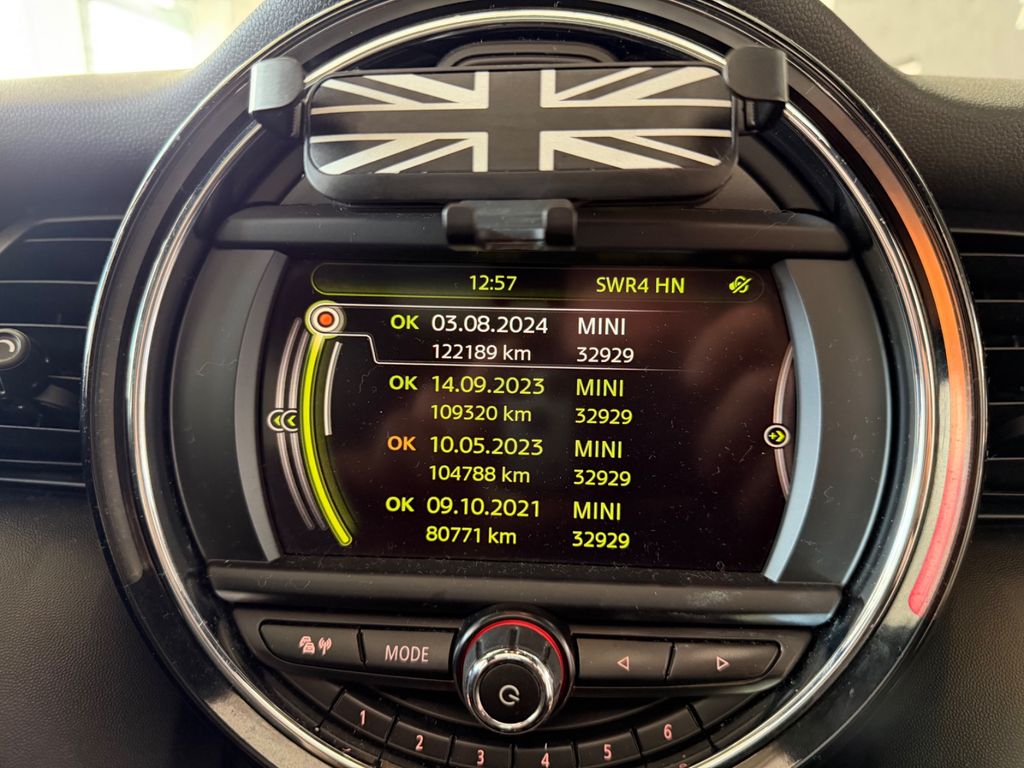 12:57 SWR4 HN
OK 03.08.2024 MINI
122189 km 32929
OK 14.09.2023 MINI
109320 km 32929
OK 10.05.2023 MINI
104788 km 32929
OK 09.10.2021 MINI
80771 km 32929
MODE
1 2 3 4 5 6